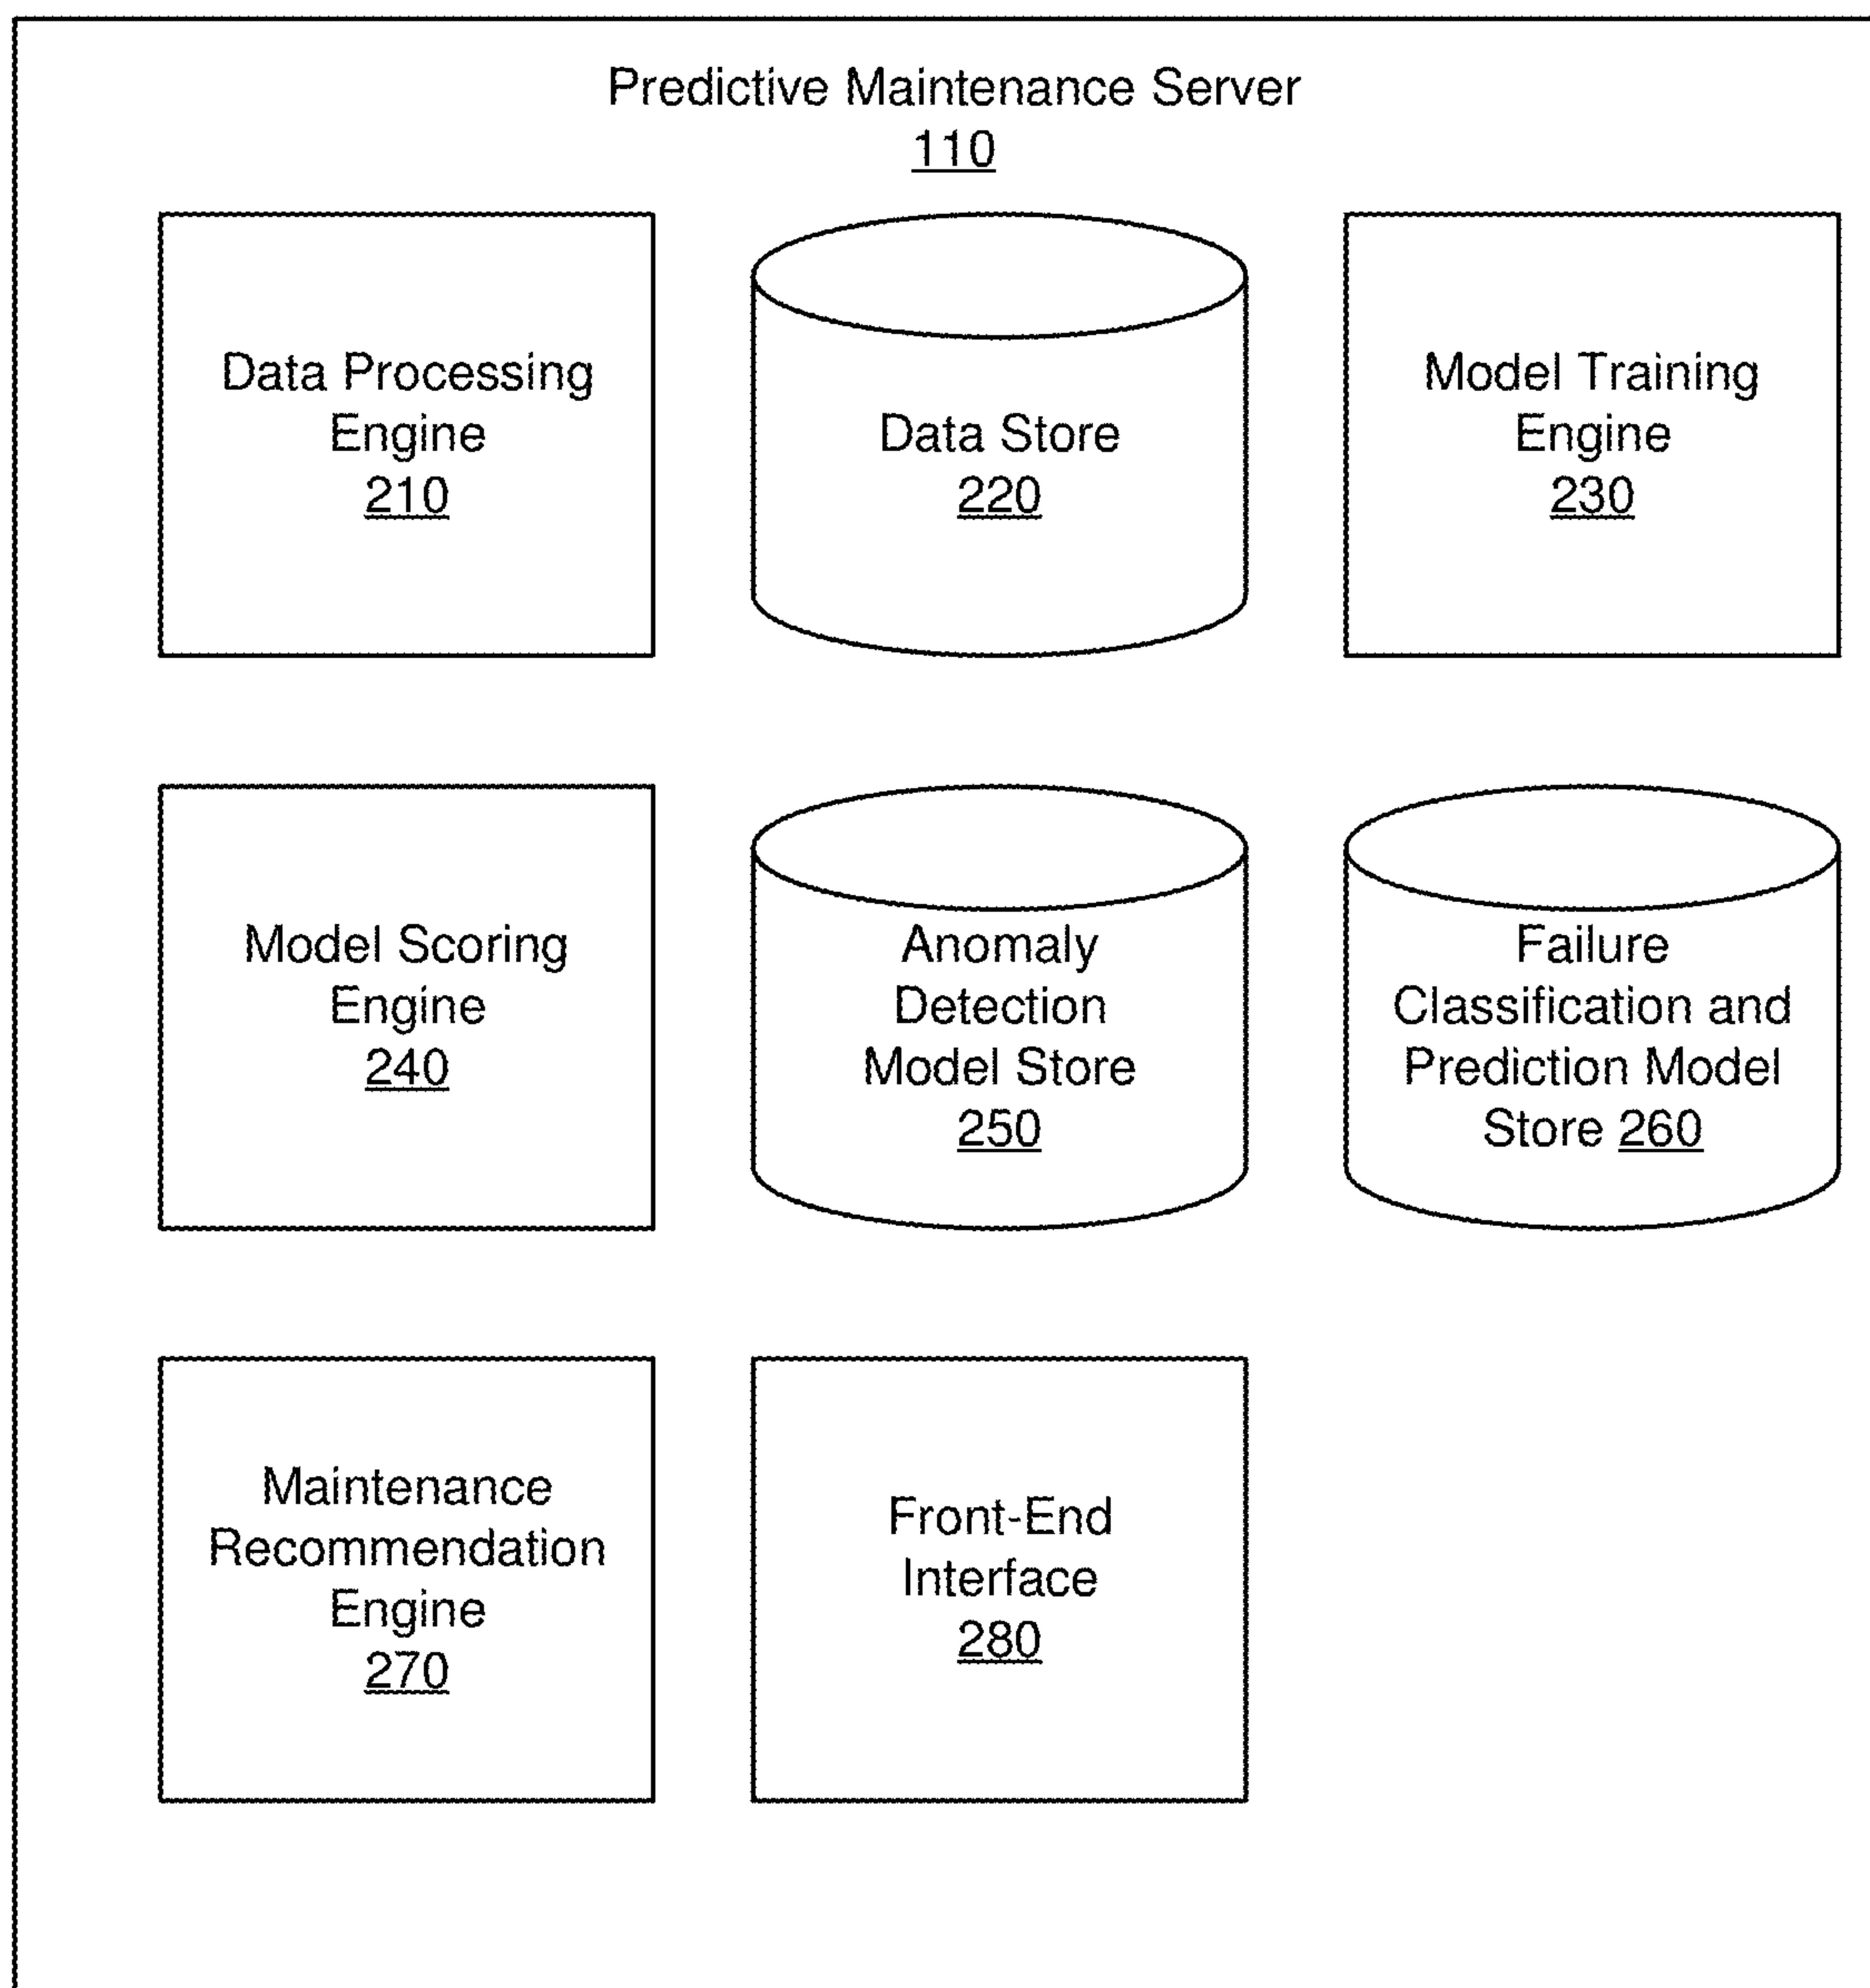 Predictive Maintenance Server
110
Data Processing
Engine
210
Data Store
220
Model Training
Engine
230
Model Scoring
Engine
240
Anomaly
Detection
Model Store
250
Failure
Classification and
Prediction Model
Store 260
Maintenance
Recommendation
Engine
270
Front-End
Interface
280